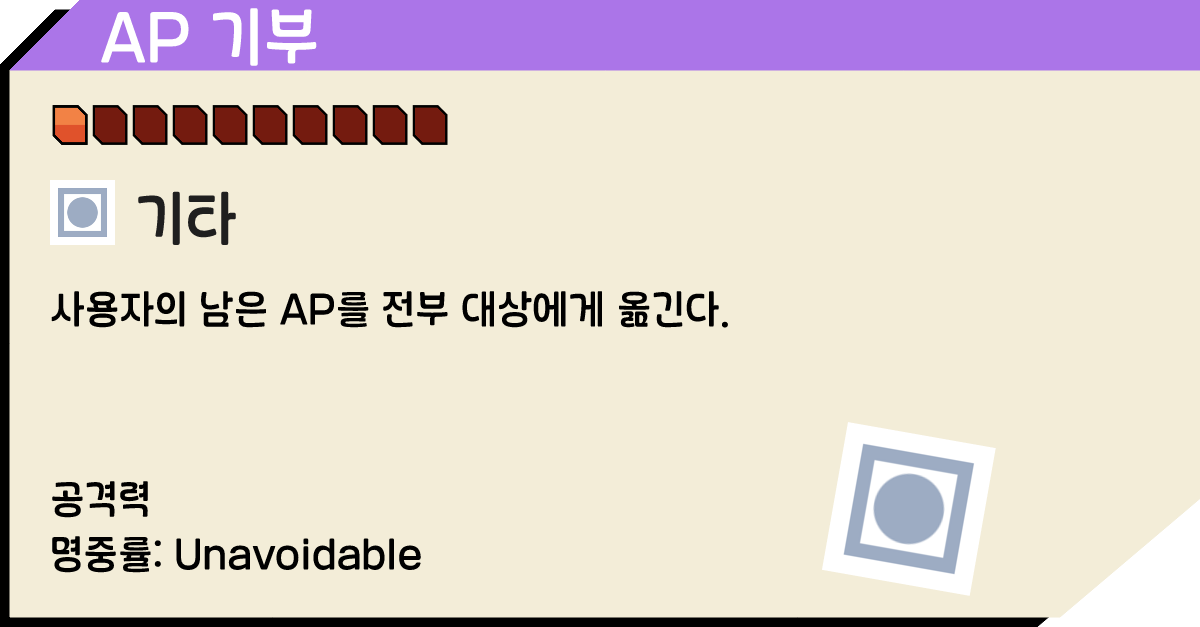 AP 기부
기타
사용자의 남은 AP를 전부 대상에게 옮긴다.
공격력
명중률: Unavoidable